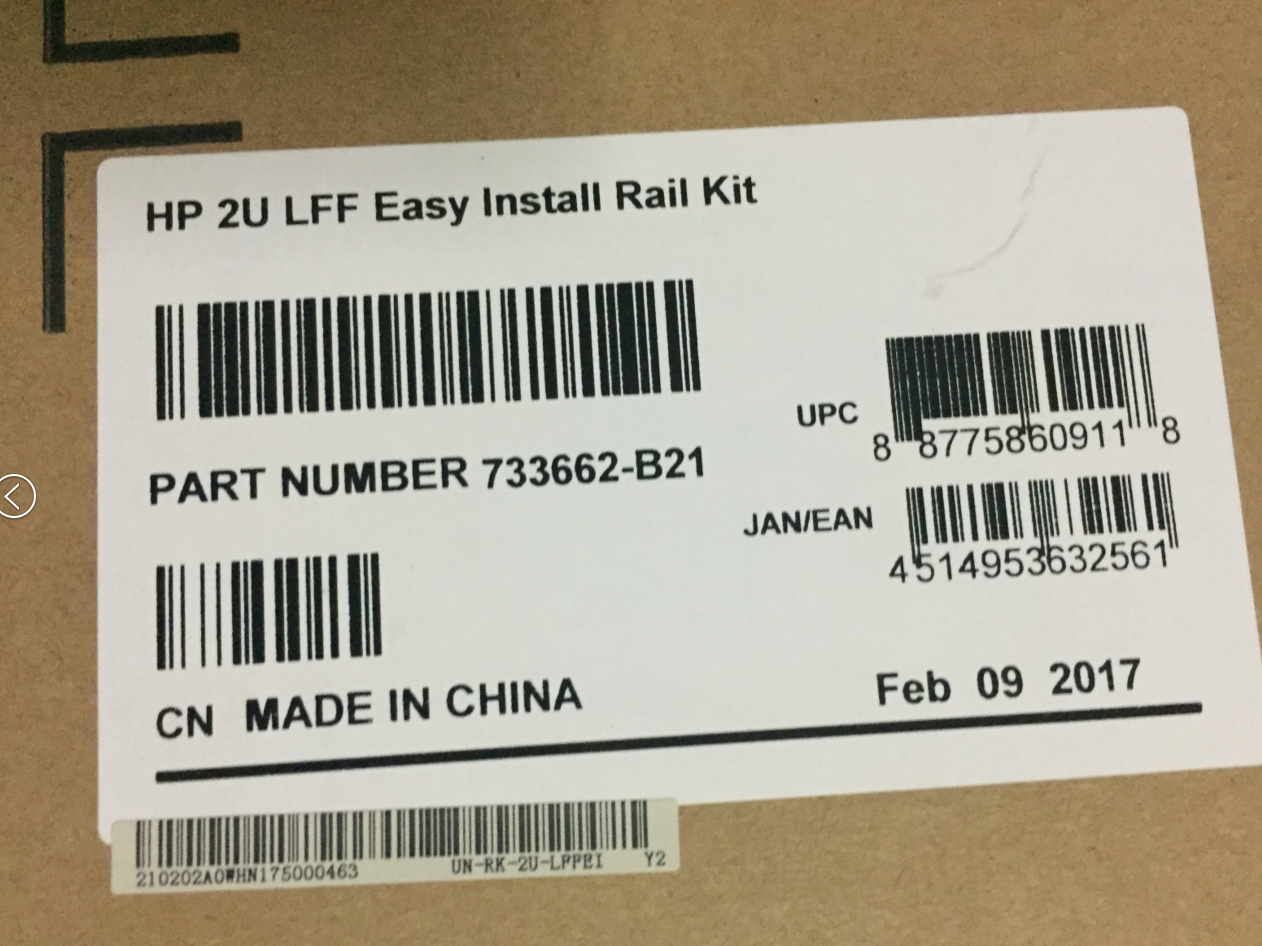 HP 2U LFF Easy Install Rail Kit
PART NUMBER 733662-B21
UPC
8 8775860911 8
JAN/EAN
4514953632561
CN MADE IN CHINA
Feb 09 2017
UN-RK-2U-LFFEI Y2